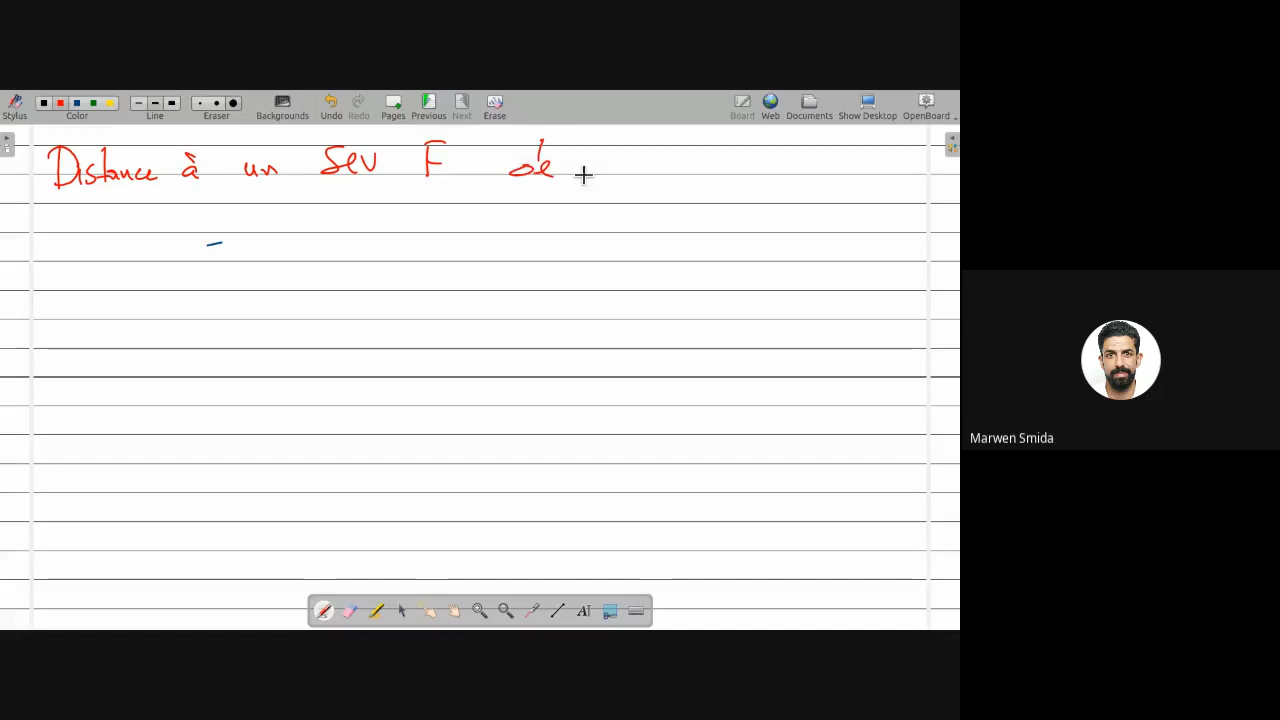 Stylus Color Line Eraser Backgrounds Undo Redo Pages Previous Next Erase Board Web Documents Show Desktop OpenBoard
Distance à un sev F de
Marwen Smida